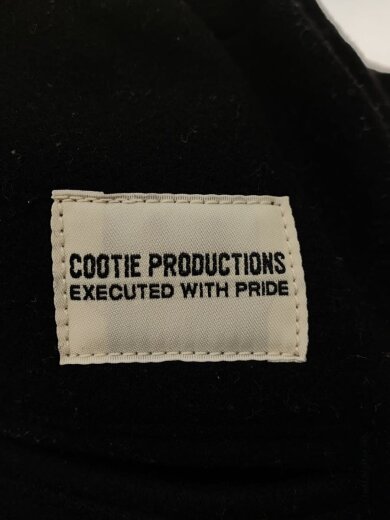 COOTIE PRODUCTIONS
EXECUTED WITH PRIDE